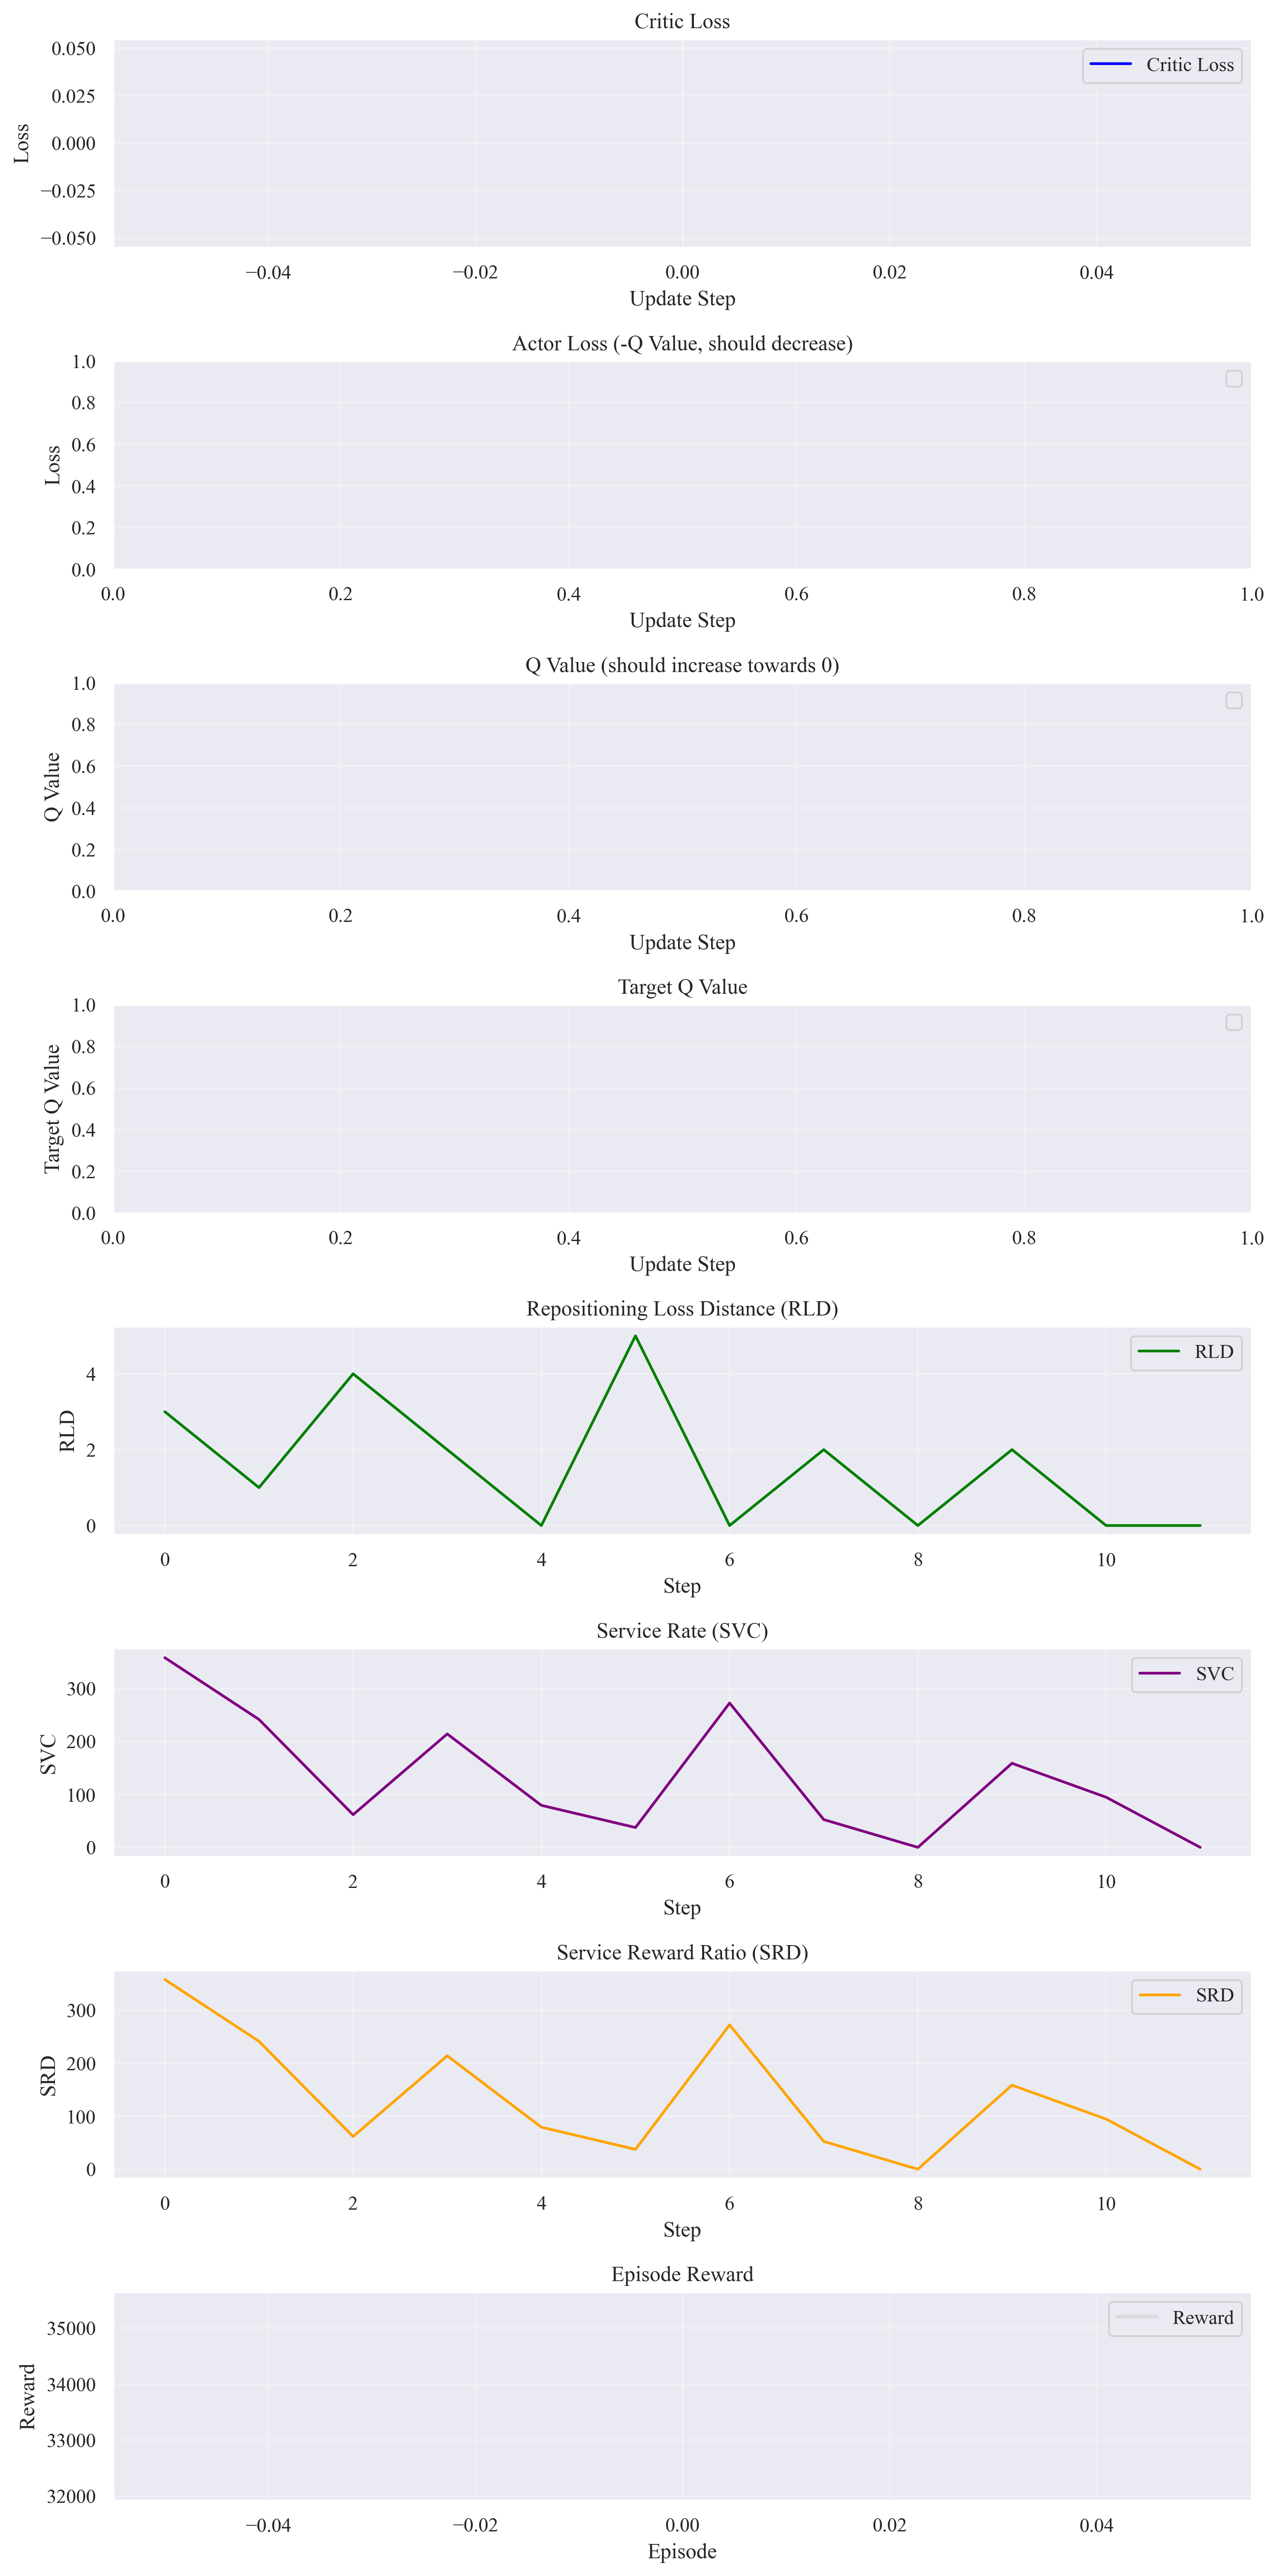 Critic Loss
Critic Loss
0.050
0.025
0.000
−0.025
−0.050
Loss
−0.04 −0.02 0.00 0.02 0.04
Update Step
Actor Loss (-Q Value, should decrease)
1.0
0.8
0.6
0.4
0.2
0.0
Loss
0.0 0.2 0.4 0.6 0.8 1.0
Update Step
Q Value (should increase towards 0)
1.0
0.8
0.6
0.4
0.2
0.0
Q Value
0.0 0.2 0.4 0.6 0.8 1.0
Update Step
Target Q Value
1.0
0.8
0.6
0.4
0.2
0.0
Target Q Value
0.0 0.2 0.4 0.6 0.8 1.0
Update Step
Repositioning Loss Distance (RLD)
RLD
4
2
0
RLD
0 2 4 6 8 10
Step
Service Rate (SVC)
SVC
300
200
100
0
SVC
0 2 4 6 8 10
Step
Service Reward Ratio (SRD)
SRD
300
200
100
0
SRD
0 2 4 6 8 10
Step
Episode Reward
Reward
35000
34000
33000
32000
Reward
−0.04 −0.02 0.00 0.02 0.04
Episode